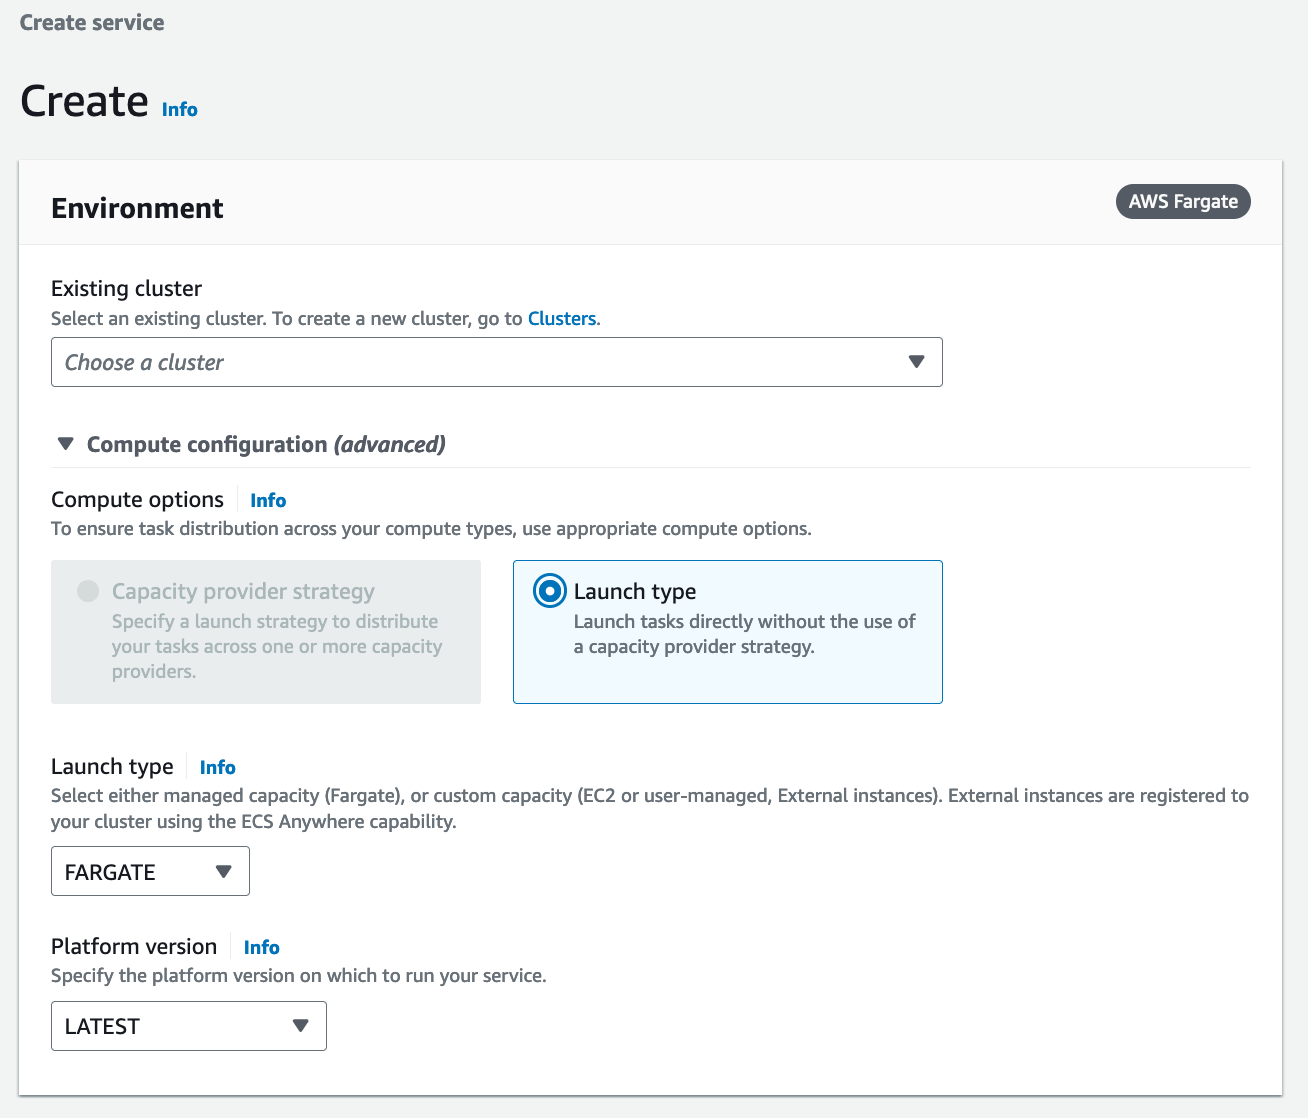 Create service
Create Info
Environment
AWS Fargate
Existing cluster
Select an existing cluster. To create a new cluster, go to Clusters.
Choose a cluster
Compute configuration (advanced)
Compute options Info
To ensure task distribution across your compute types, use appropriate compute options.
Capacity provider strategy
Specify a launch strategy to distribute
your tasks across one or more capacity
providers.
Launch type
Launch tasks directly without the use of
a capacity provider strategy.
Launch type Info
Select either managed capacity (Fargate), or custom capacity (EC2 or user-managed, External instances). External instances are registered to
your cluster using the ECS Anywhere capability.
FARGATE
Platform version Info
Specify the platform version on which to run your service.
LATEST